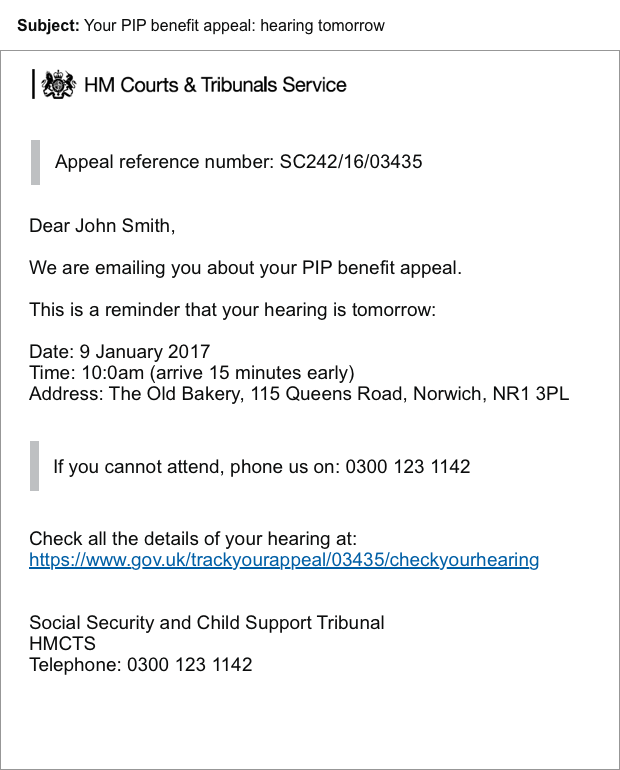 Subject: Your PIP benefit appeal: hearing tomorrow
HM Courts & Tribunals Service
Appeal reference number: SC242/16/03435
Dear John Smith,
We are emailing you about your PIP benefit appeal.
This is a reminder that your hearing is tomorrow:
Date: 9 January 2017
Time: 10:0am (arrive 15 minutes early)
Address: The Old Bakery, 115 Queens Road, Norwich, NR1 3PL
If you cannot attend, phone us on: 0300 123 1142
Check all the details of your hearing at:
https://www.gov.uk/trackyourappeal/03435/checkyourhearing
Social Security and Child Support Tribunal
HMCTS
Telephone: 0300 123 1142